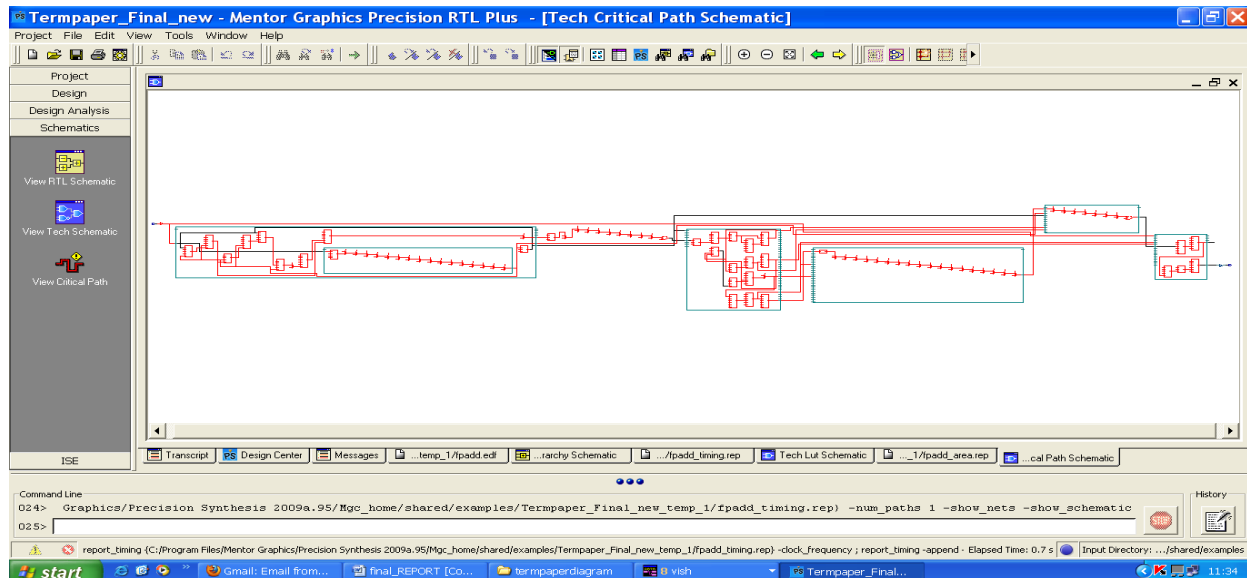 Termpaper_Final_new - Mentor Graphics Precision RTL Plus - [Tech Critical Path Schematic]
Project File Edit View Tools Window Help
Project
Design
Design Analysis
Schematics
View RTL Schematic
View Tech Schematic
View Critical Path
ISE
Transcript Design Center Messages ...temp_1/fpadd.edf ...rarchy Schematic .../fpadd_timing.rep Tech Lut Schematic ..._1/fpadd_area.rep ...cal Path Schematic
Command Line
History
024> Graphics/Precision Synthesis 2009a.95/Mgc_home/shared/examples/Termpaper_Final_new_temp_1/fpadd_timing.rep} -num_paths 1 -show_nets -show_schematic
025>
STOP
report_timing {C:/Program Files/Mentor Graphics/Precision Synthesis 2009a.95/Mgc_home/shared/examples/Termpaper_Final_new_temp_1/fpadd_timing.rep} -clock_frequency ; report_timing -append - Elapsed Time: 0.7 s Input Directory: .../shared/examples
start Gmail: Email from... final_REPORT [Co... termpaperdiagram 8 vish Termpaper_Final... 11:34